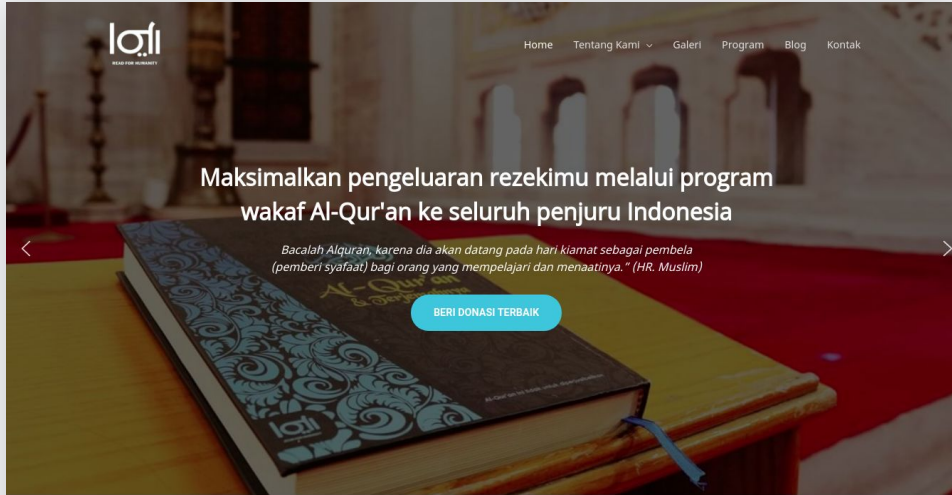 READ FOR HUMANITY
Home Tentang Kami Galeri Program Blog Kontak
Maksimalkan pengeluaran rezekimu melalui program
wakaf Al-Qur'an ke seluruh penjuru Indonesia
Bacalah Alquran, karena dia akan datang pada hari kiamat sebagai pembela
(pemberi syafaat) bagi orang yang mempelajari dan menaatinya.” (HR. Muslim)
Al-Qur'an
& Terjemahnya
BERI DONASI TERBAIK